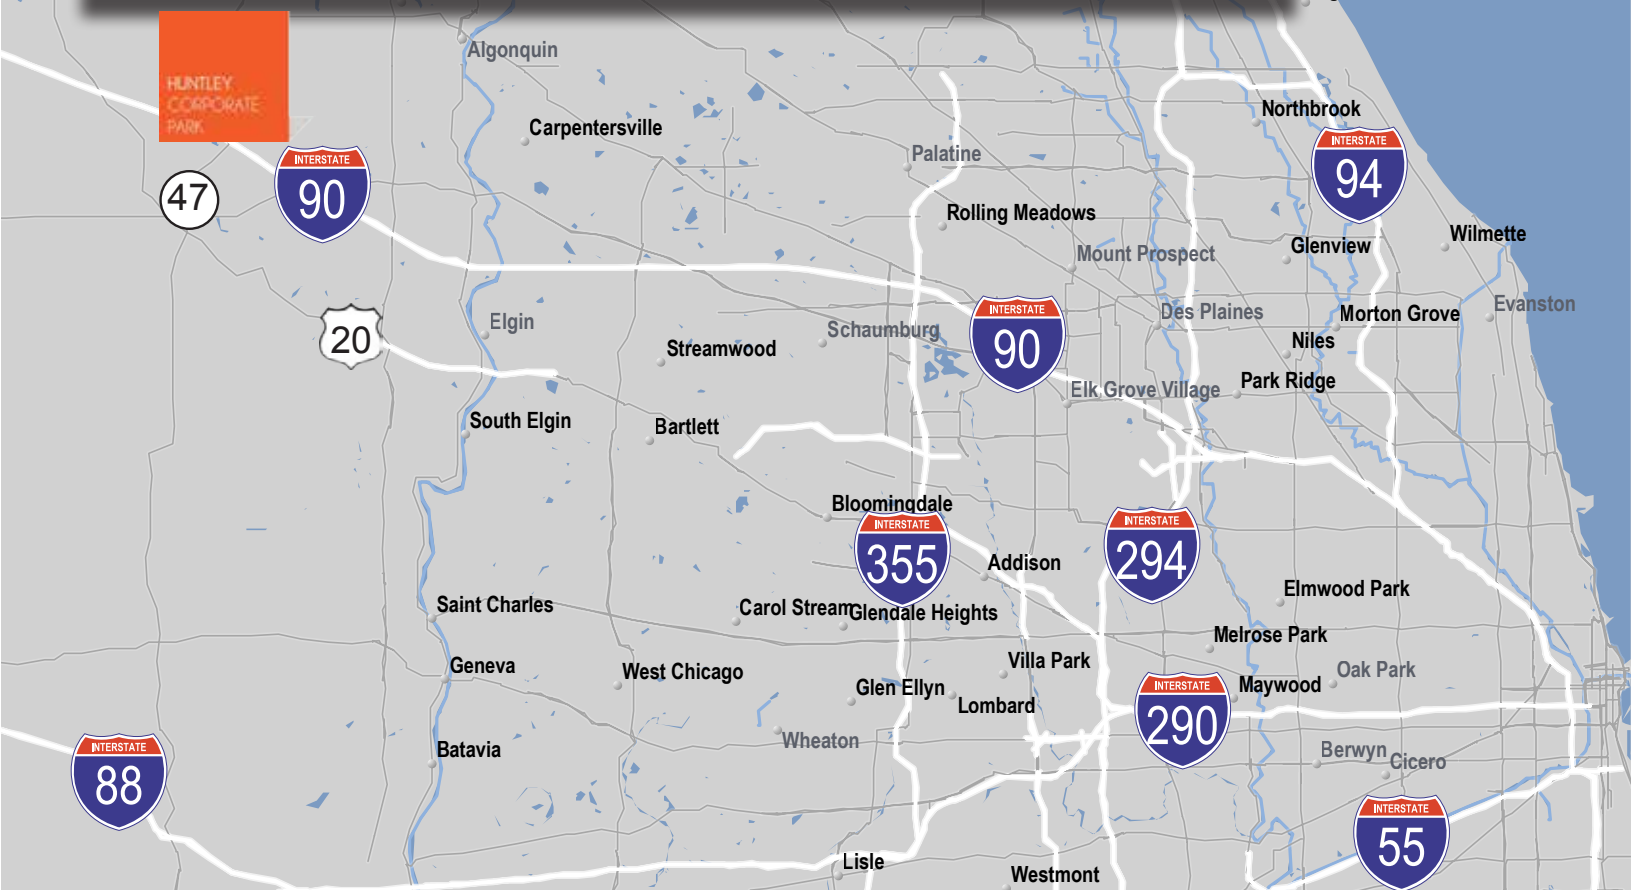 Algonquin
HUNTLEY
CORPORATE
PARK
Northbrook
Carpentersville
INTERSTATE
94
Palatine
INTERSTATE
90
47
Rolling Meadows
Wilmette
Glenview
Mount Prospect
Evanston
Des Plaines
Morton Grove
INTERSTATE
90
Elgin
Schaumburg
20
Niles
Streamwood
Park Ridge
Elk Grove Village
South Elgin
Bartlett
Bloomingdale
INTERSTATE
355
INTERSTATE
294
Addison
Elmwood Park
Saint Charles
Carol Stream
Glendale Heights
Melrose Park
Villa Park
Geneva
West Chicago
Oak Park
Glen Ellyn
Maywood
INTERSTATE
290
Lombard
Wheaton
Batavia
Berwyn
Cicero
INTERSTATE
88
INTERSTATE
55
Lisle
Westmont